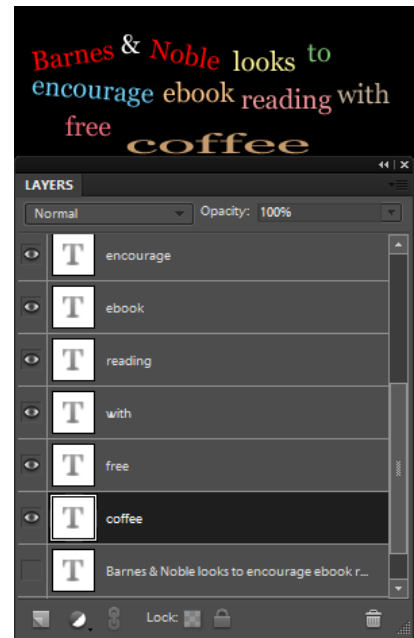 Barnes & Noble looks to
encourage ebook reading with
free coffee
LAYERS
Normal Opacity: 100%
T encourage
T ebook
T reading
T with
T free
T coffee
T Barnes & Noble looks to encourage ebook r...
Lock: